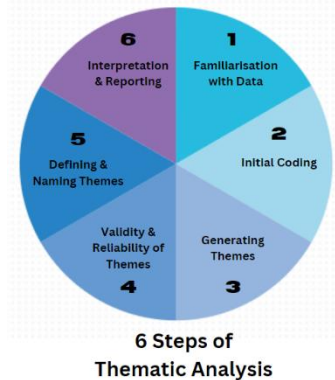 1
Familiarisation
with Data
2
Initial Coding
Generating
Themes
3
Validity &
Reliability of
Themes
4
5
Defining &
Naming Themes
6
Interpretation
& Reporting
6 Steps of
Thematic Analysis